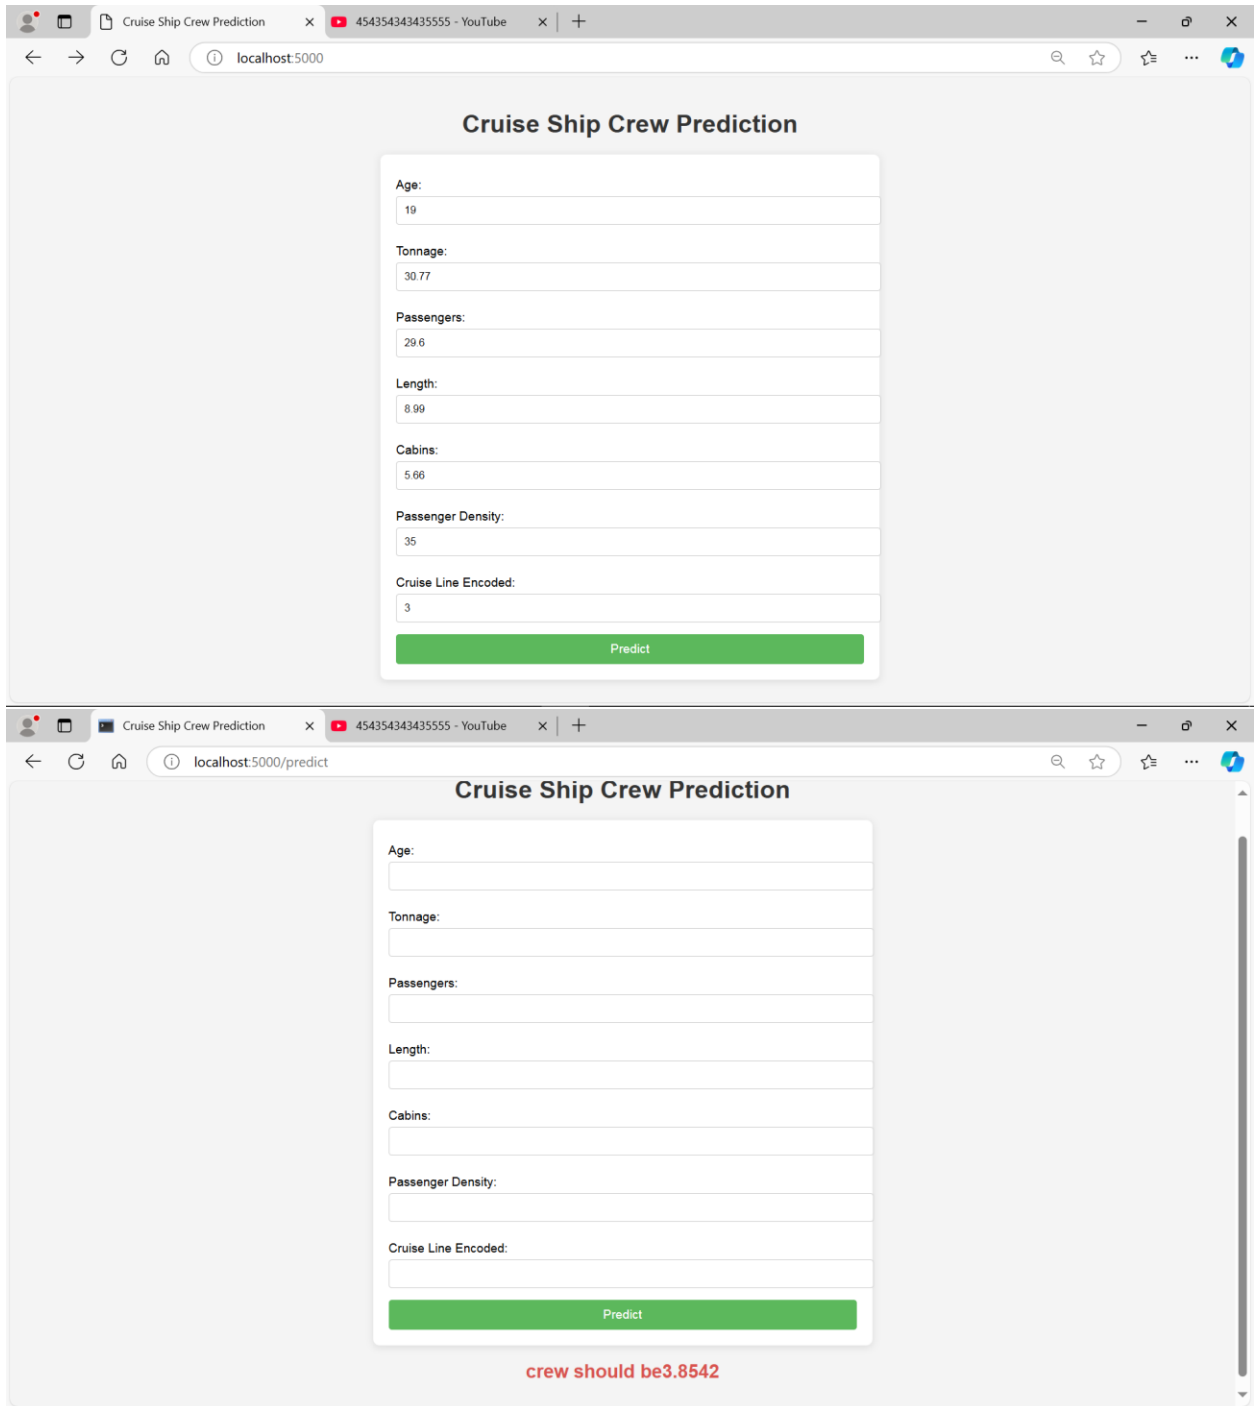 Cruise Ship Crew Prediction
454354343435555 - YouTube
localhost:5000
Cruise Ship Crew Prediction
Age:
19
Tonnage:
30.77
Passengers:
29.6
Length:
8.99
Cabins:
5.66
Passenger Density:
35
Cruise Line Encoded:
3
Predict
Cruise Ship Crew Prediction
454354343435555 - YouTube
localhost:5000/predict
Cruise Ship Crew Prediction
Age:
Tonnage:
Passengers:
Length:
Cabins:
Passenger Density:
Cruise Line Encoded:
Predict
crew should be3.8542